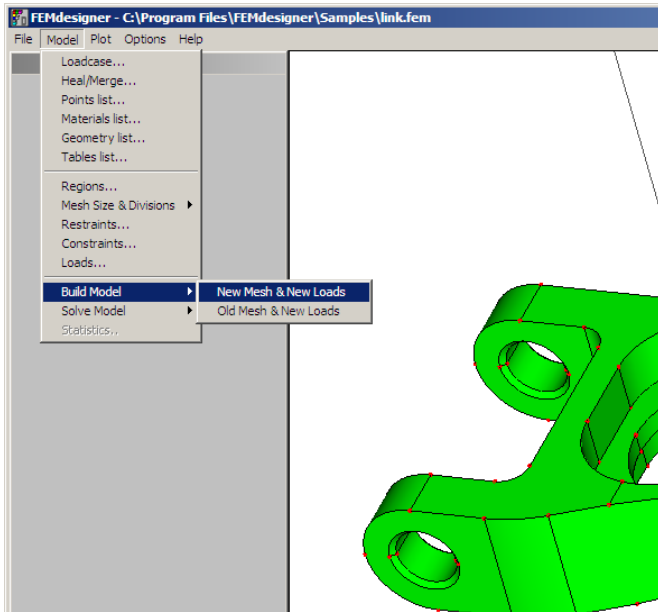 FEMdesigner - C:\Program Files\FEMdesigner\Samples\link.fem
File Model Plot Options Help
Loadcase...
Heal/Merge...
Points list...
Materials list...
Geometry list...
Tables list...
Regions...
Mesh Size & Divisions
Restraints...
Constraints...
Loads...
Build Model
New Mesh & New Loads
Solve Model
Old Mesh & New Loads
Statistics..